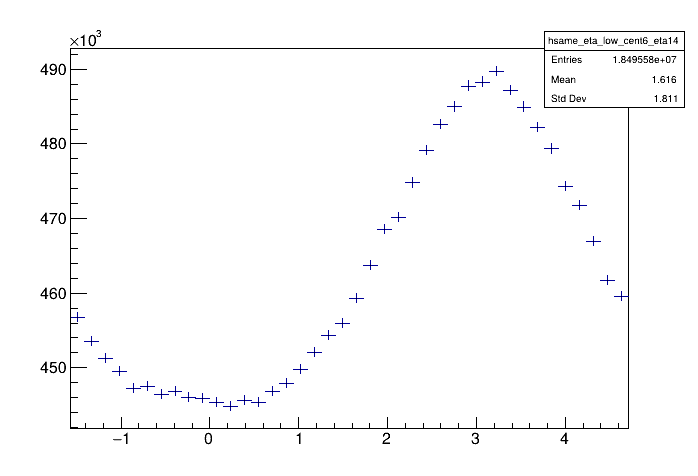 ×10³
hsame_eta_low_cent6_eta14
Entries 1.849558e+07
Mean 1.616
Std Dev 1.811
490
480
470
460
450
−1 0 1 2 3 4